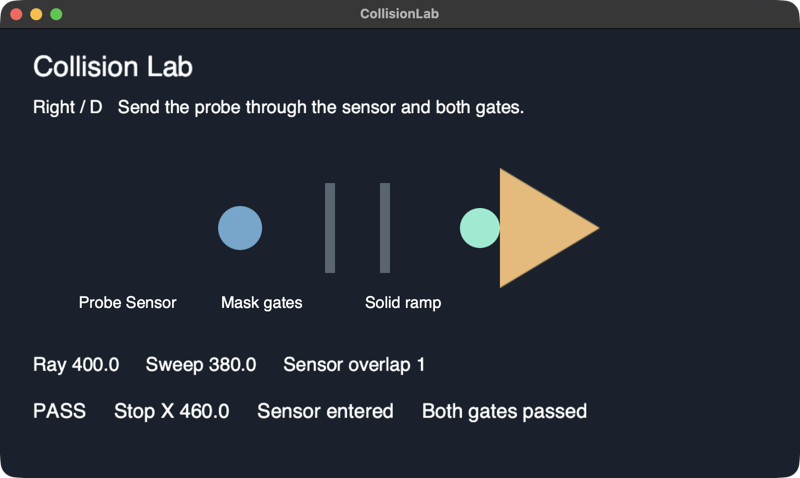 CollisionLab
Collision Lab
Right / D Send the probe through the sensor and both gates.
Probe Sensor Mask gates Solid ramp
Ray 400.0 Sweep 380.0 Sensor overlap 1
PASS Stop X 460.0 Sensor entered Both gates passed